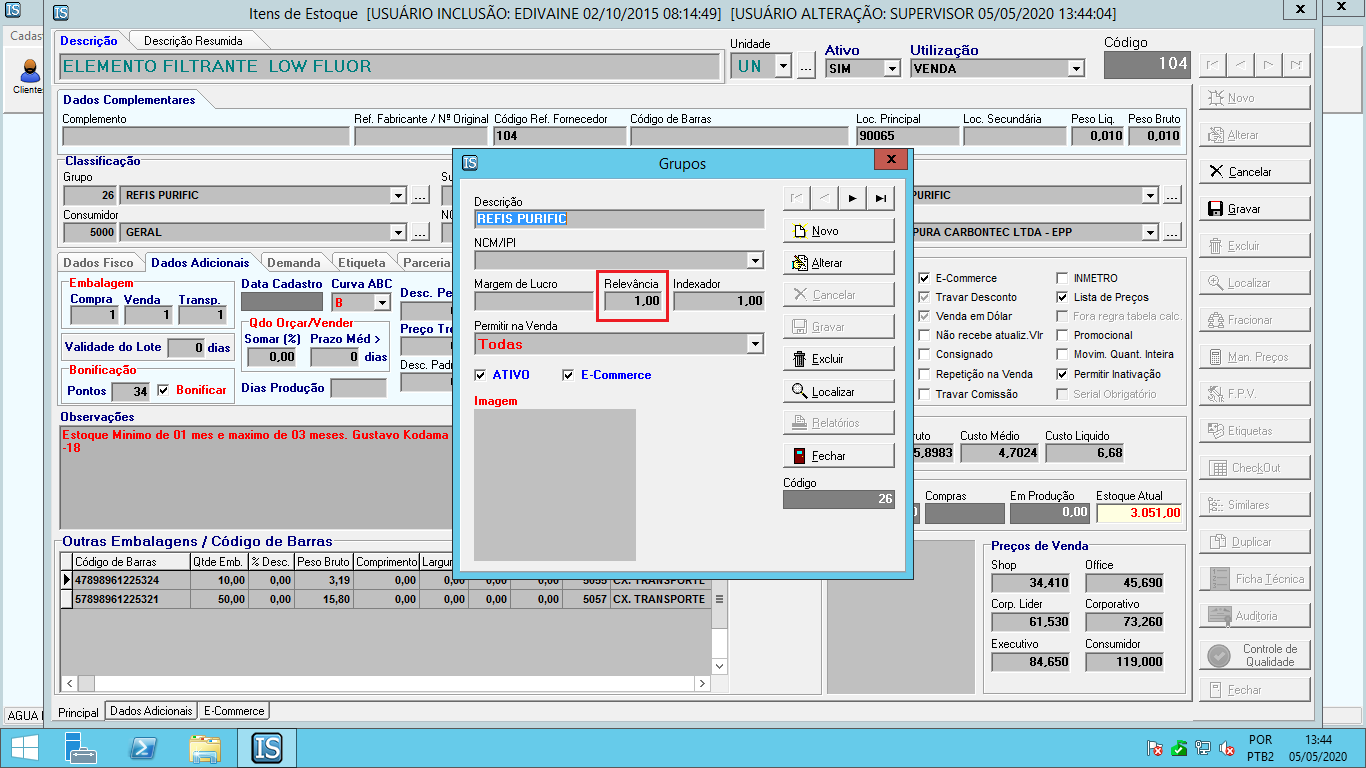 Itens de Estoque [USUÁRIO INCLUSÃO: EDIVAINE 02/10/2015 08:14:49] [USUÁRIO ALTERAÇÃO: SUPERVISOR 05/05/2020 13:44:04]
Cadast
Cliente
Descrição Descrição Resumida
ELEMENTO FILTRANTE LOW FLUOR
Unidade
UN
...
Ativo
SIM
Utilização
VENDA
Código
104
Dados Complementares
Complemento Ref. Fabricante / Nº Original Código Ref. Fornecedor Código de Barras Loc. Principal Loc. Secundária Peso Liq. Peso Bruto
104 90065 0,010 0,010
Classificação
Grupo
26 REFIS PURIFIC ... Su
Consumidor
5000 GERAL ... NC
URIFIC ...
PURA CARBONTEC LTDA - EPP ...
Dados Fisco Dados Adicionais Demanda Etiqueta Parceria
Embalagem
Compra Venda Transp.
1 1 1
Validade do Lote 0 dias
Bonificação
Pontos 34 Bonificar
Data Cadastro Curva ABC
B
Qdo Orçar/Vender
Somar (%) Prazo Méd >
0,00 0 dias
Dias Produção
Desc. Pe
Preço Tre
Desc. Padr
E-Commerce INMETRO
Travar Desconto Lista de Preços
Venda em Dólar Fora regra tabela calc.
Não recebe atualiz.Vlr Promocional
Consignado Movim. Quant. Inteira
Repetição na Venda Permitir Inativação
Travar Comissão Serial Obrigatório
Observações
Estoque Minimo de 01 mes e maximo de 03 meses. Gustavo Kodama
-18
ruto Custo Médio Custo Liquido
5,8983 4,7024 6,68
Compras Em Produção Estoque Atual
0,00 3.051,00
Outras Embalagens / Código de Barras
Código de Barras Qtde Emb. % Desc. Peso Bruto Comprimento Largur
47898961225324 10,00 0,00 3,19 0,00 0,00 0,00 5055 CX. TRANSPORTE
57898961225321 50,00 0,00 15,80 0,00 0,00 0,00 5057 CX. TRANSPORTE
Preços de Venda
Shop Office
34,410 45,690
Corp. Lider Corporativo
61,530 73,260
Executivo Consumidor
84,650 119,000
Principal Dados Adicionais E-Commerce
Novo
Alterar
Cancelar
Gravar
Excluir
Localizar
Fracionar
Man. Preços
F.P.V.
Etiquetas
CheckOut
Similares
Duplicar
Ficha Técnica
Auditoria
Controle de
Qualidade
Fechar
Grupos
Descrição
REFIS PURIFIC
NCM/IPI
Margem de Lucro Relevância Indexador
1,00 1,00
Permitir na Venda
Todas
ATIVO E-Commerce
Imagem
Novo
Alterar
Cancelar
Gravar
Excluir
Localizar
Relatórios
Fechar
Código
26
AGUA
IS
POR
PTB2
13:44
05/05/2020